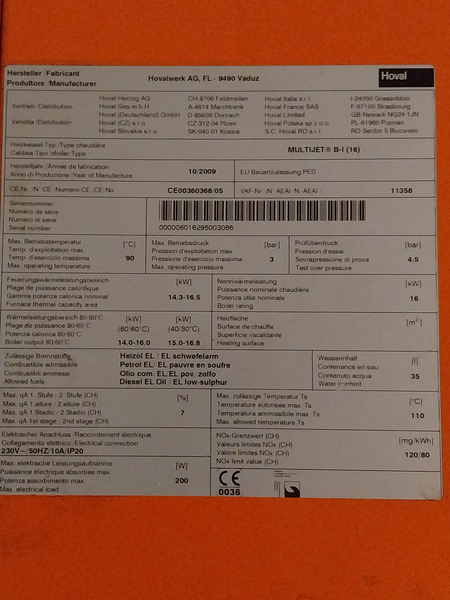 Hersteller / Fabricant
Produttore / Manufacturer
Hovalwerk AG, FL - 9490 Vaduz
Hoval
Vertrieb / Distribution
Vendita / Distribution
Hoval Herzog AG
Hoval Ges.m.b.H
Hoval (Deutschland) GmbH
Hoval (CZ) s.r.o
Hoval Slovakia s.r.o
CH-8706 Feldmeilen
A-4614 Marchtrenk
D-85609 Dornach
CZ-312 04 Plzen
SK-040 01 Kosice
Hoval Italia s.r.l
Hoval France SAS
Hoval Limited
Hoval Polska sp z o.o
S.C. Hoval RO s.r.l
I-24050 Grassobbio
F-67100 Strasbourg
GB Newark NG24 1JN
PL-61960 Poznan
RO-Sector 5 Bucuresti
Heizkessel Typ / Type chaudière
Caldaia Tipo / Boiler Type
MULTIJET® B-I (16)
Herstelljahr / Année de fabrication
Anno di Produzione / Year of Manufacture
10/2009
EU Bauartzulassung PED
CE-Nr. / N. CE / Numero CE / CE-No
CE00360368/05
VKF-Nr. / N. AEAI / N. AEAI
11358
Seriennummer
Numéro de série
Numero di serie
Serial number
000006016295003086
Max. Betriebstemperatur
Temp. d'exploitation max.
Temp. d'esercizio massima
Max. operating temperature
[°C]
90
Max. Betriebsdruck
Pression d'exploitation max
Pressione d'esercizio massima
Max. operating pressure
[bar]
3
Prüfüberdruck
Pression d'essai
Sovrapressione di prova
Test over pressure
[bar]
4.5
Feuerungswärmeleistungsbereich
Plage de puissance calorifique
Gamma potenza calorica nominal
Furnace thermal capacity area
[kW]
14.3-16.5
Nennwärmeleistung
Puissance nominale chaudière
Potenza utile nominale
Boiler rating
[kW]
16
Wärmeleistungsbereich 80/60°C
Plage de puissance 80/60°C
Potenza calorica 80/60°C
Boiler output 80/60°C
[kW]
(80/60°C)
14.0-16.0
[kW]
(40/30°C)
15.0-16.8
Heizfläche
Surface de chauffe
Superficie riscaldante
Heating surface
[m²]
Zulässige Brennstoffe
Combustible admissible
Combustibil ammessi
Allowed fuels
Heizöl EL / EL schwefelarm
Petrol EL / EL pauvre en soufre
Olio com. EL/EL pov. zolfo
Diesel EL Oil / EL low-sulphur
Wasserinhalt
Contenance en eau
Contenuto acqua
Water content
[l]
35
Max. qA 1. Stufe / 2. Stufe (CH)
Max. qA 1.allure / 2 allure (CH)
Max. qA 1.Stadio / 2 Stadio (CH)
Max. qA 1st stage / 2nd stage (CH)
[%]
7
Max. zulässige Temperatur Ts
Temperature autorisée max. Ts
Temperatura ammissibile max. Ts
Max. allowed temperature Ts
[°C]
110
Elektrischer Anschluss / Raccordement électrique
Collegamento elettrico / Electrical connection
230V~/50HZ/10A/IP20
NOx-Grenzwert (CH)
Valeurs limites NOx (CH)
Valore limites NOx (CH)
NOx limit value (CH)
[mg/kWh]
120/80
Max. elektrische Leistungsaufnahme
Puissance électrique absorbée max
Potenza assorbimento max
Max, electrical load
[W]
200
CE
0036